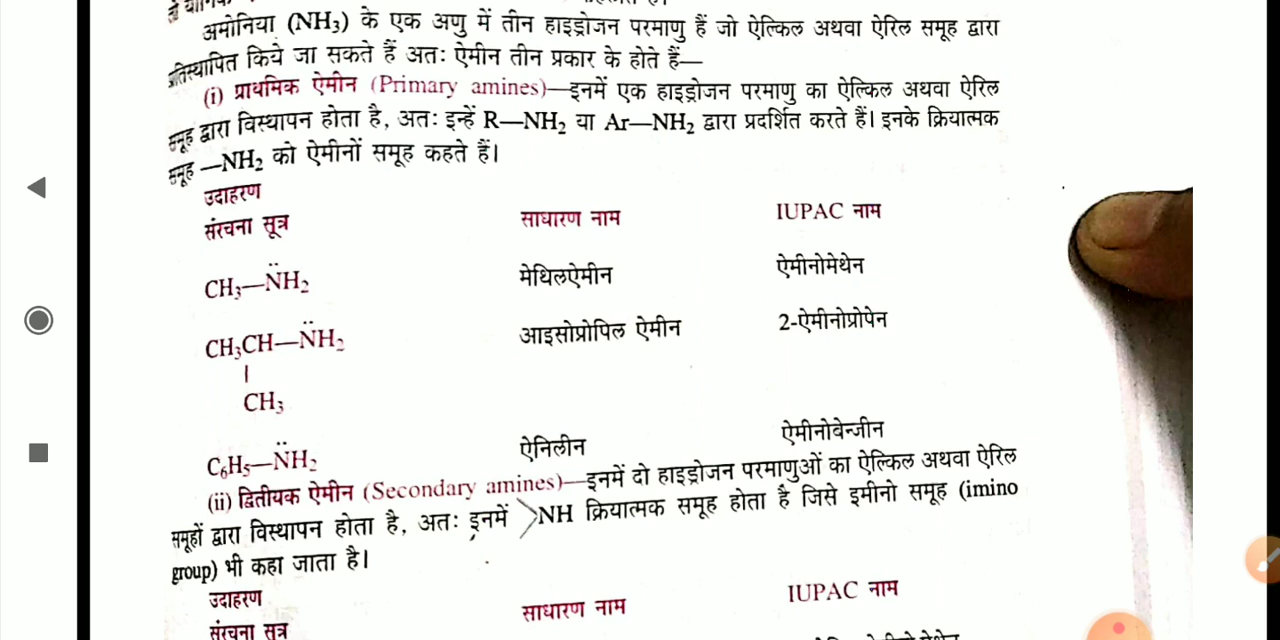 अमोनिया (NH₃) के एक अणु में तीन हाइड्रोजन परमाणु हैं जो ऐल्किल अथवा ऐरिल समूह द्वारा
प्रतिस्थापित किये जा सकते हैं अतः ऐमीन तीन प्रकार के होते हैं—
(i) प्राथमिक ऐमीन (Primary amines)—इनमें एक हाइड्रोजन परमाणु का ऐल्किल अथवा ऐरिल
समूह द्वारा विस्थापन होता है, अतः इन्हें R—NH₂ या Ar—NH₂ द्वारा प्रदर्शित करते हैं। इनके क्रियात्मक
समूह —NH₂ को ऐमीनों समूह कहते हैं।
उदाहरण
संरचना सूत्र साधारण नाम IUPAC नाम
CH₃—N̈H₂ मेथिलऐमीन ऐमीनोमेथेन
CH₃CH—N̈H₂ आइसोप्रोपिल ऐमीन 2-ऐमीनोप्रोपेन
|
CH₃
C₆H₅—N̈H₂ ऐनिलीन ऐमीनोबेन्जीन
(ii) द्वितीयक ऐमीन (Secondary amines)—इनमें दो हाइड्रोजन परमाणुओं का ऐल्किल अथवा ऐरिल
समूहों द्वारा विस्थापन होता है, अतः इनमें >NH क्रियात्मक समूह होता है जिसे इमीनो समूह (imino
group) भी कहा जाता है।
उदाहरण
संरचना सूत्र साधारण नाम IUPAC नाम